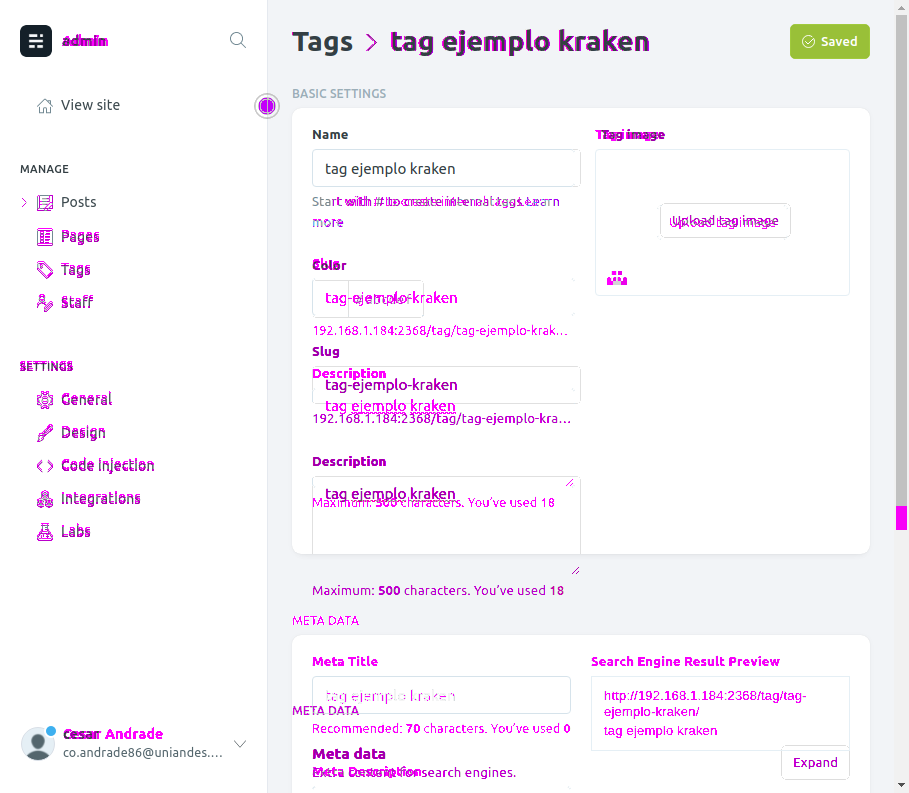 admin
Tags > tag ejemplo kraken
Saved
View site
BASIC SETTINGS
Name
Tag image
tag ejemplo kraken
MANAGE
Start with # to create internal tags Learn
more
Posts
Pages
Upload tag image
Tags
Color
Slug
Staff
tag-ejemplo-kraken
192.168.1.184:2368/tag/tag-ejemplo-krak...
Slug
SETTINGS
Description
General
tag-ejemplo-kraken
tag ejemplo kraken
192.168.1.184:2368/tag/tag-ejemplo-kra...
Design
Code injection
Description
Integrations
tag ejemplo kraken
Maximum: 500 characters. You've used 18
Labs
Maximum: 500 characters. You've used 18
META DATA
Meta Title
Search Engine Result Preview
tag ejemplo kraken
http://192.168.1.184:2368/tag/tag-
ejemplo-kraken/
tag ejemplo kraken
META DATA
Recommended: 70 characters. You've used 0
Cesar Andrade
co.andrade86@uniandes....
Meta data
Expand
Meta Description
Extra content for search engines.